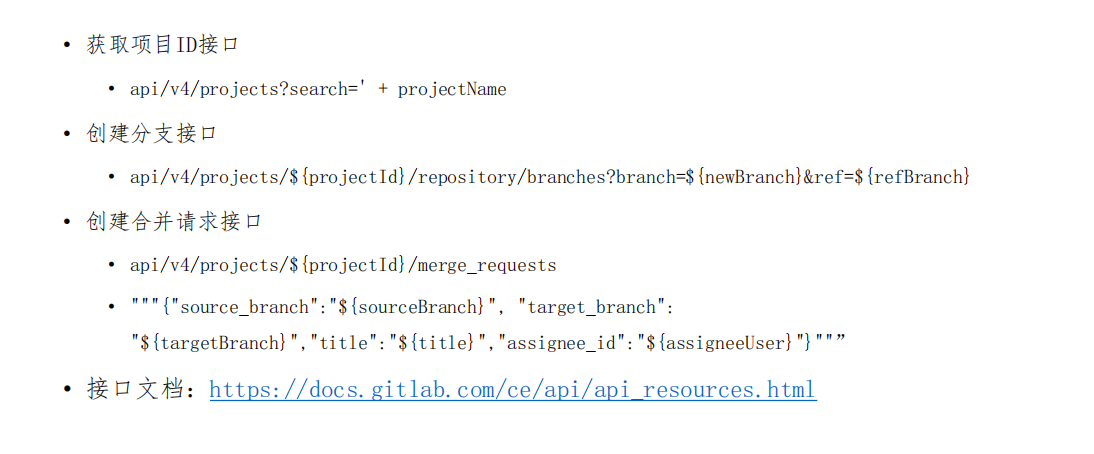 • 获取项目ID接口
• api/v4/projects?search=' + projectName
• 创建分支接口
• api/v4/projects/${projectId}/repository/branches?branch=${newBranch}&ref=${refBranch}
• 创建合并请求接口
• api/v4/projects/${projectId}/merge_requests
• """{"source_branch":"${sourceBranch}", "target_branch":
"${targetBranch}","title":"${title}","assignee_id":"${assigneeUser}"}"""”
• 接口文档：https://docs.gitlab.com/ce/api/api_resources.html